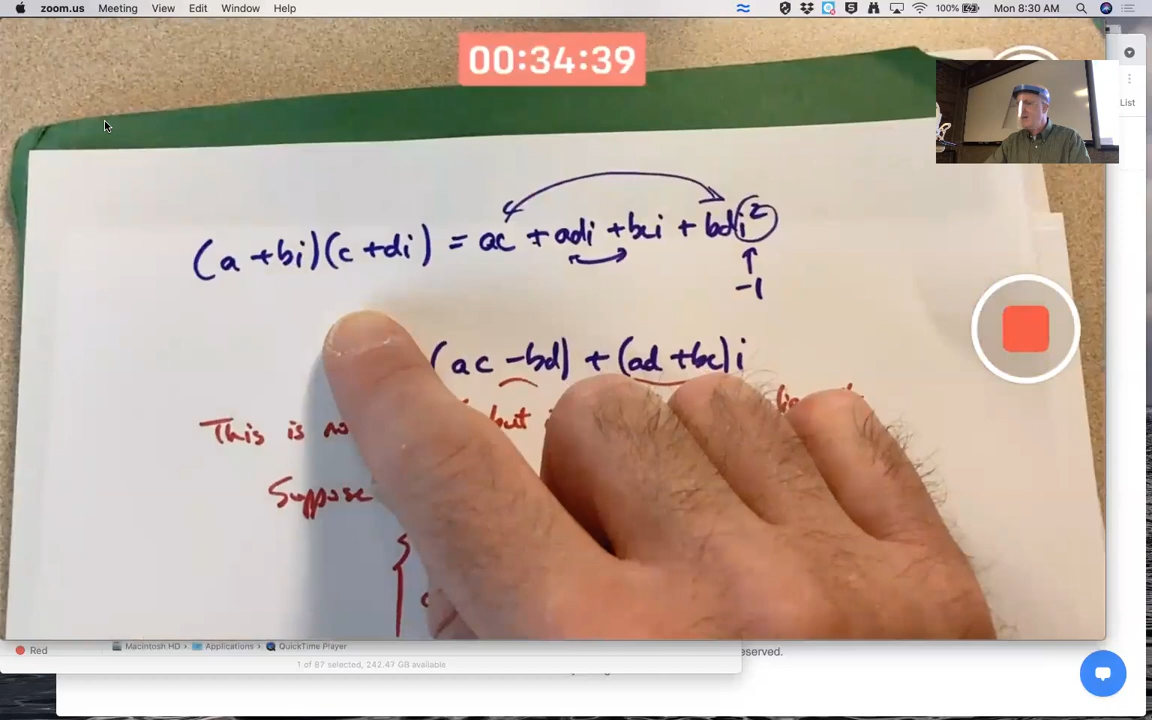 zoom.us Meeting View Edit Window Help 100% Mon 8:30 AM
00:34:39
List
(a + bi)(c + di) = ac + adi + bci + bdi²
-1
(ac - bd) + (ad + bc)i
This is but
Suppose
{
Red Macintosh HD › Applications › QuickTime Player
1 of 87 selected, 242.47 GB available
served.